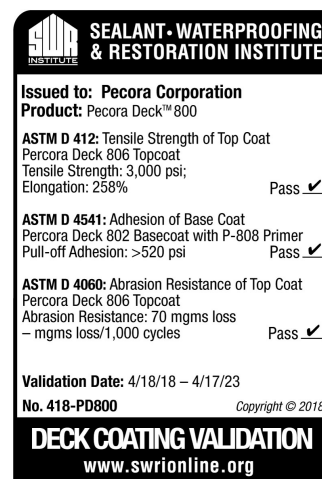 SWR
INSTITUTE
SEALANT • WATERPROOFING
& RESTORATION INSTITUTE
Issued to: Pecora Corporation
Product: Pecora Deck™ 800
ASTM D 412: Tensile Strength of Top Coat
Percora Deck 806 Topcoat
Tensile Strength: 3,000 psi;
Elongation: 258% Pass ✔
ASTM D 4541: Adhesion of Base Coat
Percora Deck 802 Basecoat with P-808 Primer
Pull-off Adhesion: >520 psi Pass ✔
ASTM D 4060: Abrasion Resistance of Top Coat
Percora Deck 806 Topcoat
Abrasion Resistance: 70 mgms loss
– mgms loss/1,000 cycles Pass ✔
Validation Date: 4/18/18 – 4/17/23
No. 418-PD800 Copyright © 2018
DECK COATING VALIDATION
www.swrionline.org